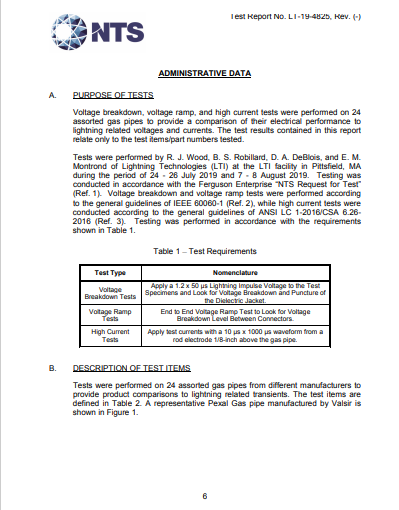 Test Report No. LT-19-4825, Rev. (-)
NTS
ADMINISTRATIVE DATA
A. PURPOSE OF TESTS
Voltage breakdown, voltage ramp, and high current tests were performed on 24
assorted gas pipes to provide a comparison of their electrical performance to
lightning related voltages and currents. The test results contained in this report
relate only to the test items/part numbers tested.
Tests were performed by R. J. Wood, B. S. Robillard, D. A. DeBlois, and E. M.
Montrond of Lightning Technologies (LTI) at the LTI facility in Pittsfield, MA
during the period of 24 - 26 July 2019 and 7 - 8 August 2019. Testing was
conducted in accordance with the Ferguson Enterprise “NTS Request for Test”
(Ref. 1). Voltage breakdown and voltage ramp tests were performed according
to the general guidelines of IEEE 60060-1 (Ref. 2), while high current tests were
conducted according to the general guidelines of ANSI LC 1-2016/CSA 6.26-
2016 (Ref. 3). Testing was performed in accordance with the requirements
shown in Table 1.
Table 1 – Test Requirements
Test Type Nomenclature
Voltage
Breakdown Tests
Apply a 1.2 x 50 μs Lightning Impulse Voltage to the Test
Specimens and Look for Voltage Breakdown and Puncture of
the Dielectric Jacket.
Voltage Ramp
Tests
End to End Voltage Ramp Test to Look for Voltage
Breakdown Level Between Connectors.
High Current
Tests
Apply test currents with a 10 μs x 1000 μs waveform from a
rod electrode 1/8-inch above the gas pipe.
B. DESCRIPTION OF TEST ITEMS
Tests were performed on 24 assorted gas pipes from different manufacturers to
provide product comparisons to lightning related transients. The test items are
defined in Table 2. A representative Pexal Gas pipe manufactured by Valsir is
shown in Figure 1.
6